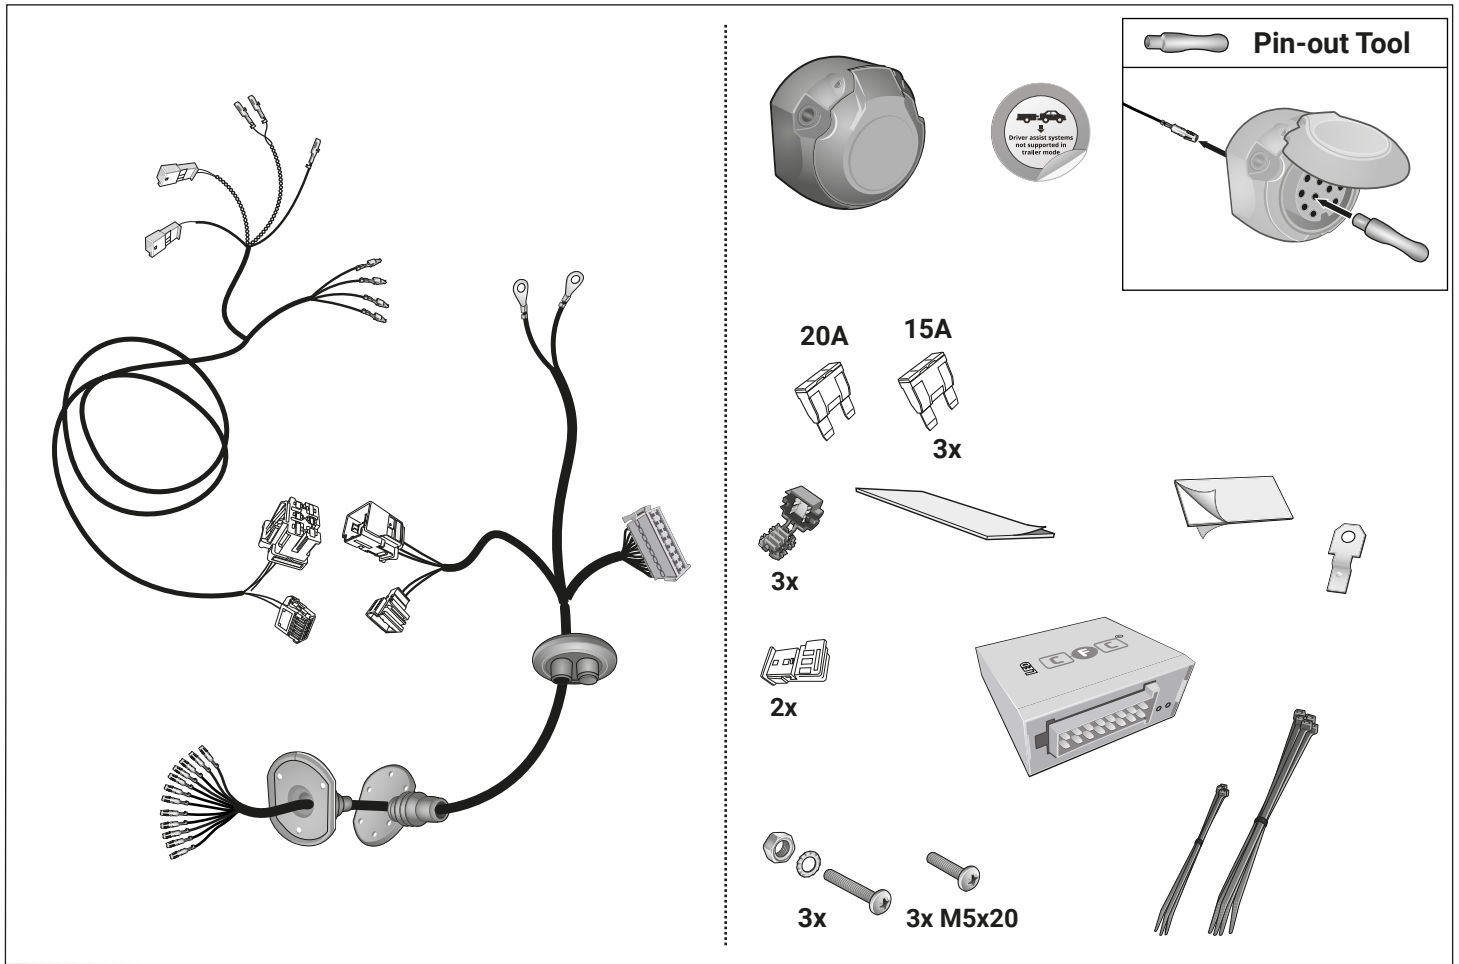 Pin-out Tool
Driver assist systems
not supported in
trailer mode
20A
15A
3x
3x
2x
CFC
3x
3x M5x20